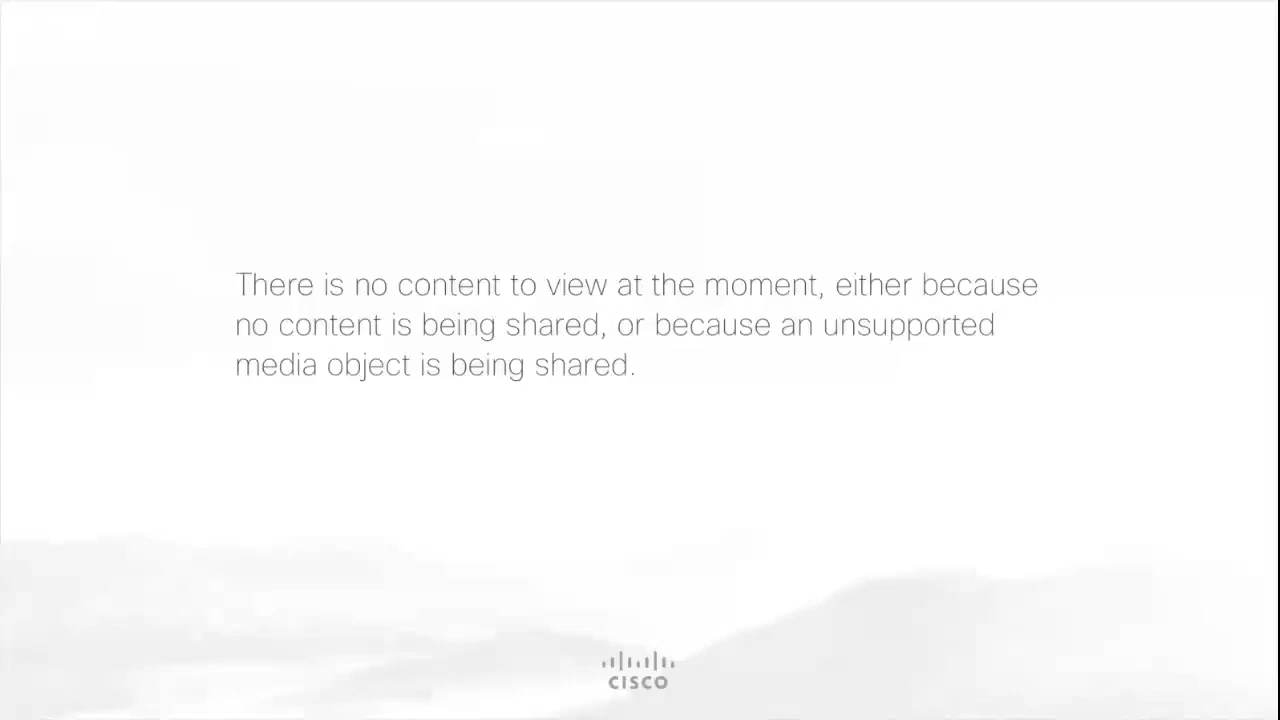 There is no content to view at the moment, either because
no content is being shared, or because an unsupported
media object is being shared.
CISCO